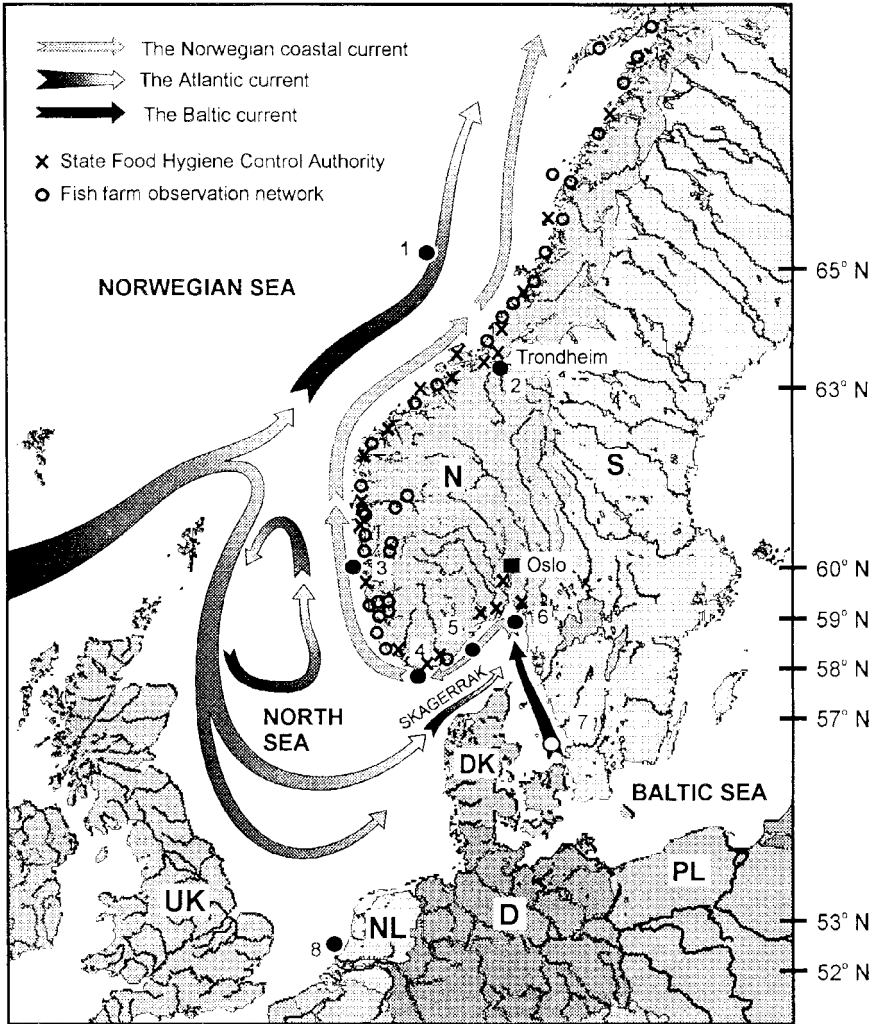 The Norwegian coastal current
The Atlantic current
The Baltic current
x State Food Hygiene Control Authority
o Fish farm observation network
1
NORWEGIAN SEA
65° N
Trondheim
2
63° N
N
S
3
Oslo
60° N
6
59° N
5
4
58° N
SKAGERRAK
NORTH
SEA
7
57° N
DK
BALTIC SEA
PL
UK
NL
D
53° N
8
52° N